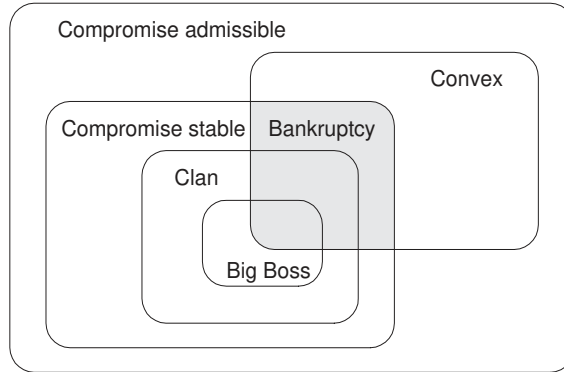 Compromise admissible
Convex
Compromise stable
Bankruptcy
Clan
Big Boss